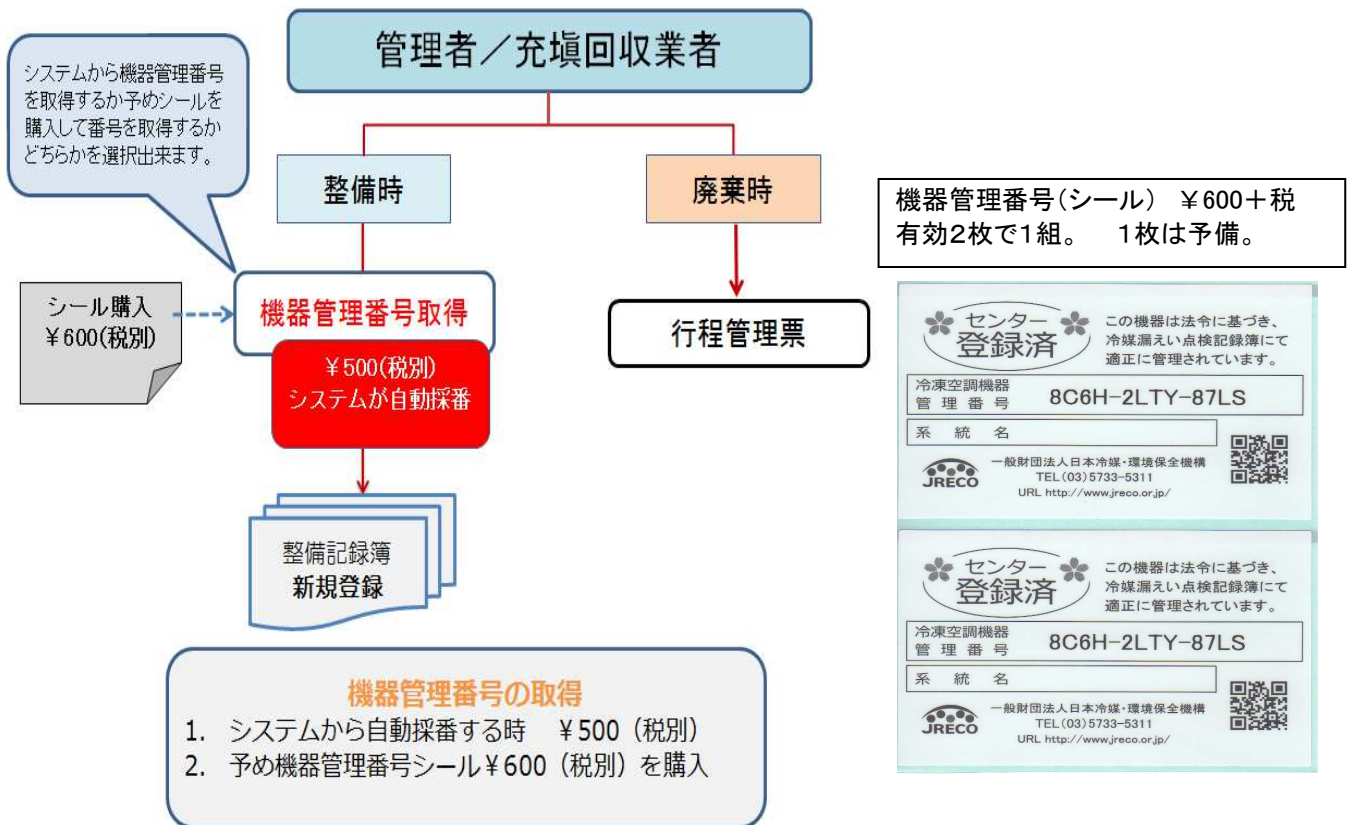 管理者／充塡回収業者
システムから機器管理番号
を取得するか予めシールを
購入して番号を取得するか
どちらかを選択出来ます。
整備時
廃棄時
シール購入
￥600(税別)
機器管理番号取得
￥500(税別)
システムが自動採番
行程管理票
整備記録簿
新規登録
機器管理番号の取得
1. システムから自動採番する時 ￥500（税別）
2. 予め機器管理番号シール￥600（税別）を購入
機器管理番号（シール） ￥600＋税
有効２枚で１組。 １枚は予備。
センター
登録済
この機器は法令に基づき、
冷媒漏えい点検記録簿にて
適正に管理されています。
冷凍空調機器
管理番号
8C6H-2LTY-87LS
系統名
JRECO
一般財団法人日本冷媒・環境保全機構
TEL(03)5733-5311
URL http://www.jreco.or.jp/
センター
登録済
この機器は法令に基づき、
冷媒漏えい点検記録簿にて
適正に管理されています。
冷凍空調機器
管理番号
8C6H-2LTY-87LS
系統名
JRECO
一般財団法人日本冷媒・環境保全機構
TEL(03)5733-5311
URL http://www.jreco.or.jp/